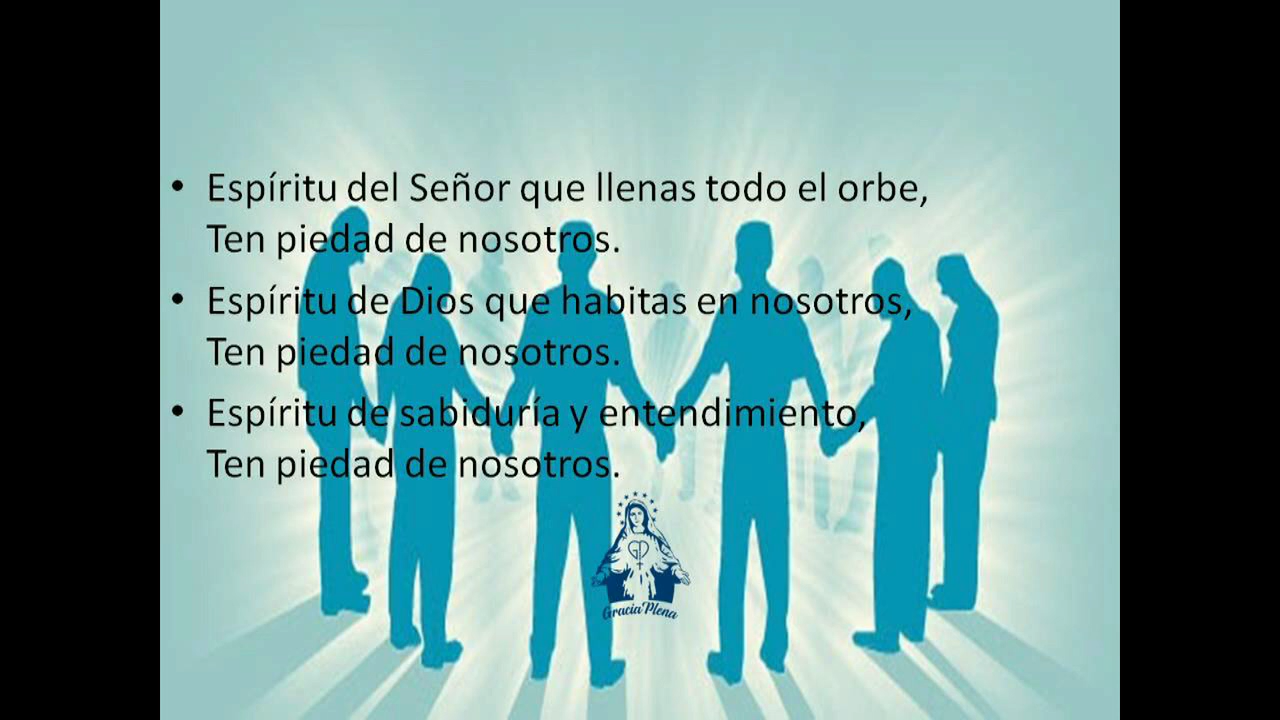 • Espíritu del Señor que llenas todo el orbe,
Ten piedad de nosotros.
• Espíritu de Dios que habitas en nosotros,
Ten piedad de nosotros.
• Espíritu de sabiduría y entendimiento,
Ten piedad de nosotros.
GP
Gracia Plena